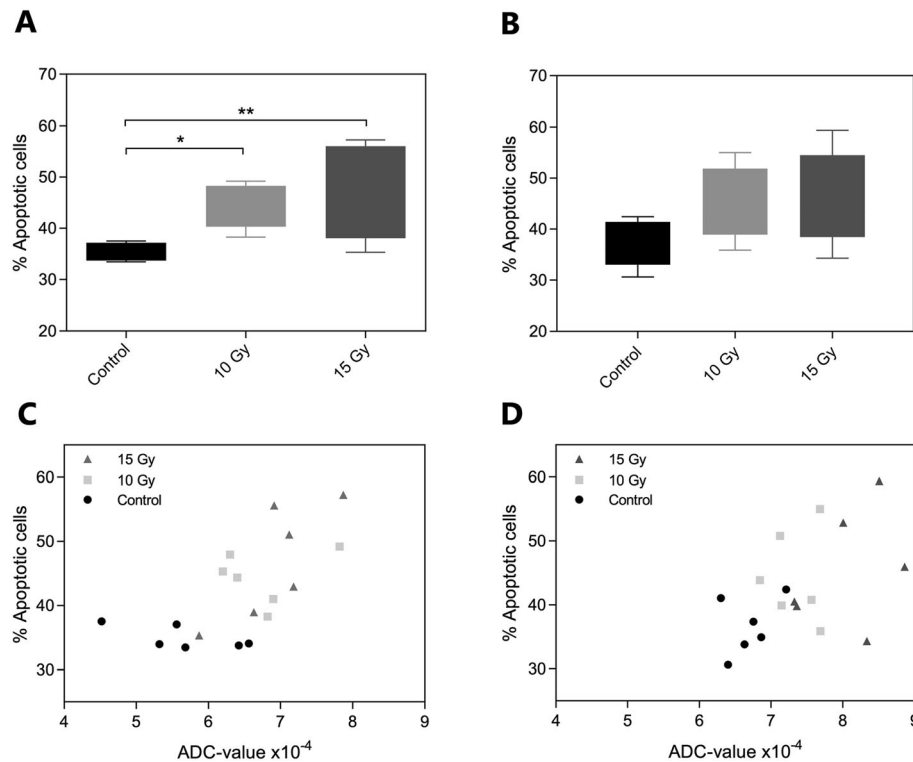 A
B
70
60
50
40
30
20
% Apoptotic cells
*
**
Control
10 Gy
15 Gy
70
60
50
40
30
20
% Apoptotic cells
Control
10 Gy
15 Gy
C
D
15 Gy
10 Gy
Control
60
50
40
30
% Apoptotic cells
4 5 6 7 8 9
ADC-value x10⁻⁴
15 Gy
10 Gy
Control
60
50
40
30
% Apoptotic cells
4 5 6 7 8 9
ADC-value x10⁻⁴